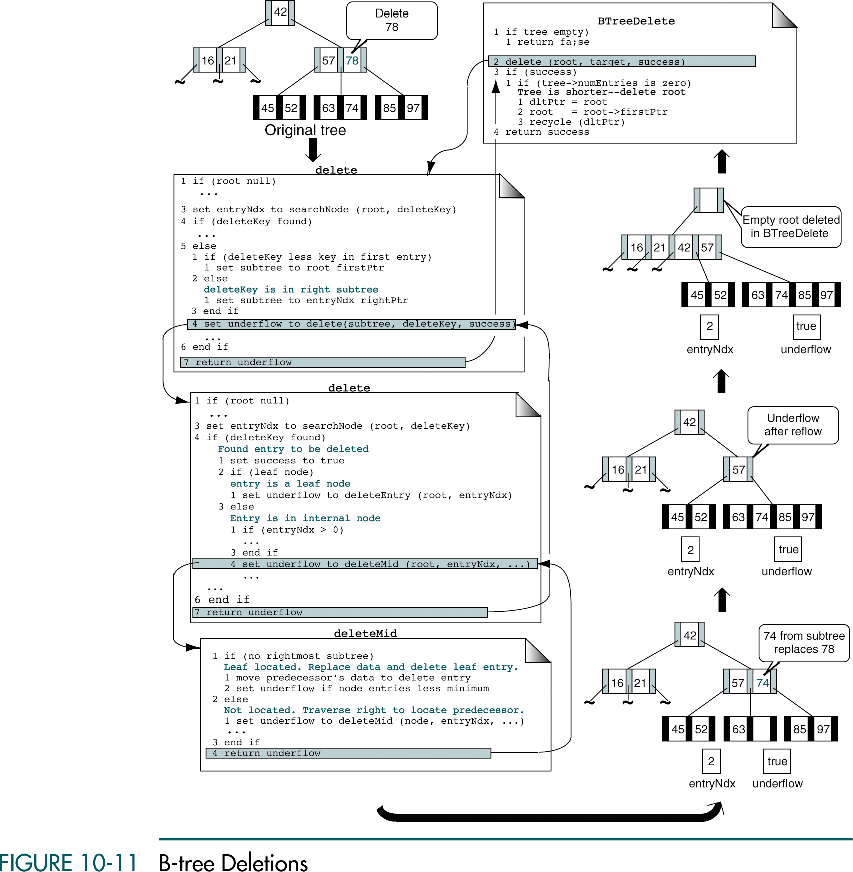 42
Delete
78
16 21
57 78
~ ~ ~
45 52
63 74
85 97
Original tree
BTreeDelete
1 if tree empty)
1 return fa;se
2 delete (root, target, success)
3 if (success)
1 if (tree->numEntries is zero)
Tree is shorter--delete root
1 dltPtr = root
2 root = root->firstPtr
3 recycle (dltPtr)
4 return success
delete
1 if (root null)
...
3 set entryNdx to searchNode (root, deleteKey)
4 if (deleteKey found)
...
5 else
1 if (deleteKey less key in first entry)
1 set subtree to root firstPtr
2 else
deleteKey is in right subtree
1 set subtree to entryNdx rightPtr
3 end if
4 set underflow to delete(subtree, deleteKey, success)
...
6 end if
7 return underflow
delete
1 if (root null)
...
3 set entryNdx to searchNode (root, deleteKey)
4 if (deleteKey found)
Found entry to be deleted
1 set success to true
2 if (leaf node)
entry is a leaf node
1 set underflow to deleteEntry (root, entryNdx)
3 else
Entry is in internal node
1 if (entryNdx > 0)
...
3 end if
4 set underflow to deleteMid (root, entryNdx, ...)
...
...
6 end if
7 return underflow
deleteMid
1 if (no rightmost subtree)
Leaf located. Replace data and delete leaf entry.
1 move predecessor's data to delete entry
2 set underflow if node entries less minimum
2 else
Not located. Traverse right to locate predecessor.
1 set underflow to deleteMid (node, entryNdx, ...)
...
3 end if
4 return underflow
Empty root deleted
in BTreeDelete
16 21 42 57
~ ~ ~
45 52
63 74 85 97
2
true
entryNdx
underflow
42
Underflow
after reflow
16 21
57
~ ~ ~
45 52
63 74 85 97
2
true
entryNdx
underflow
42
74 from subtree
replaces 78
16 21
57 74
~ ~ ~
45 52
63
85 97
2
true
entryNdx
underflow
FIGURE 10-11 B-tree Deletions